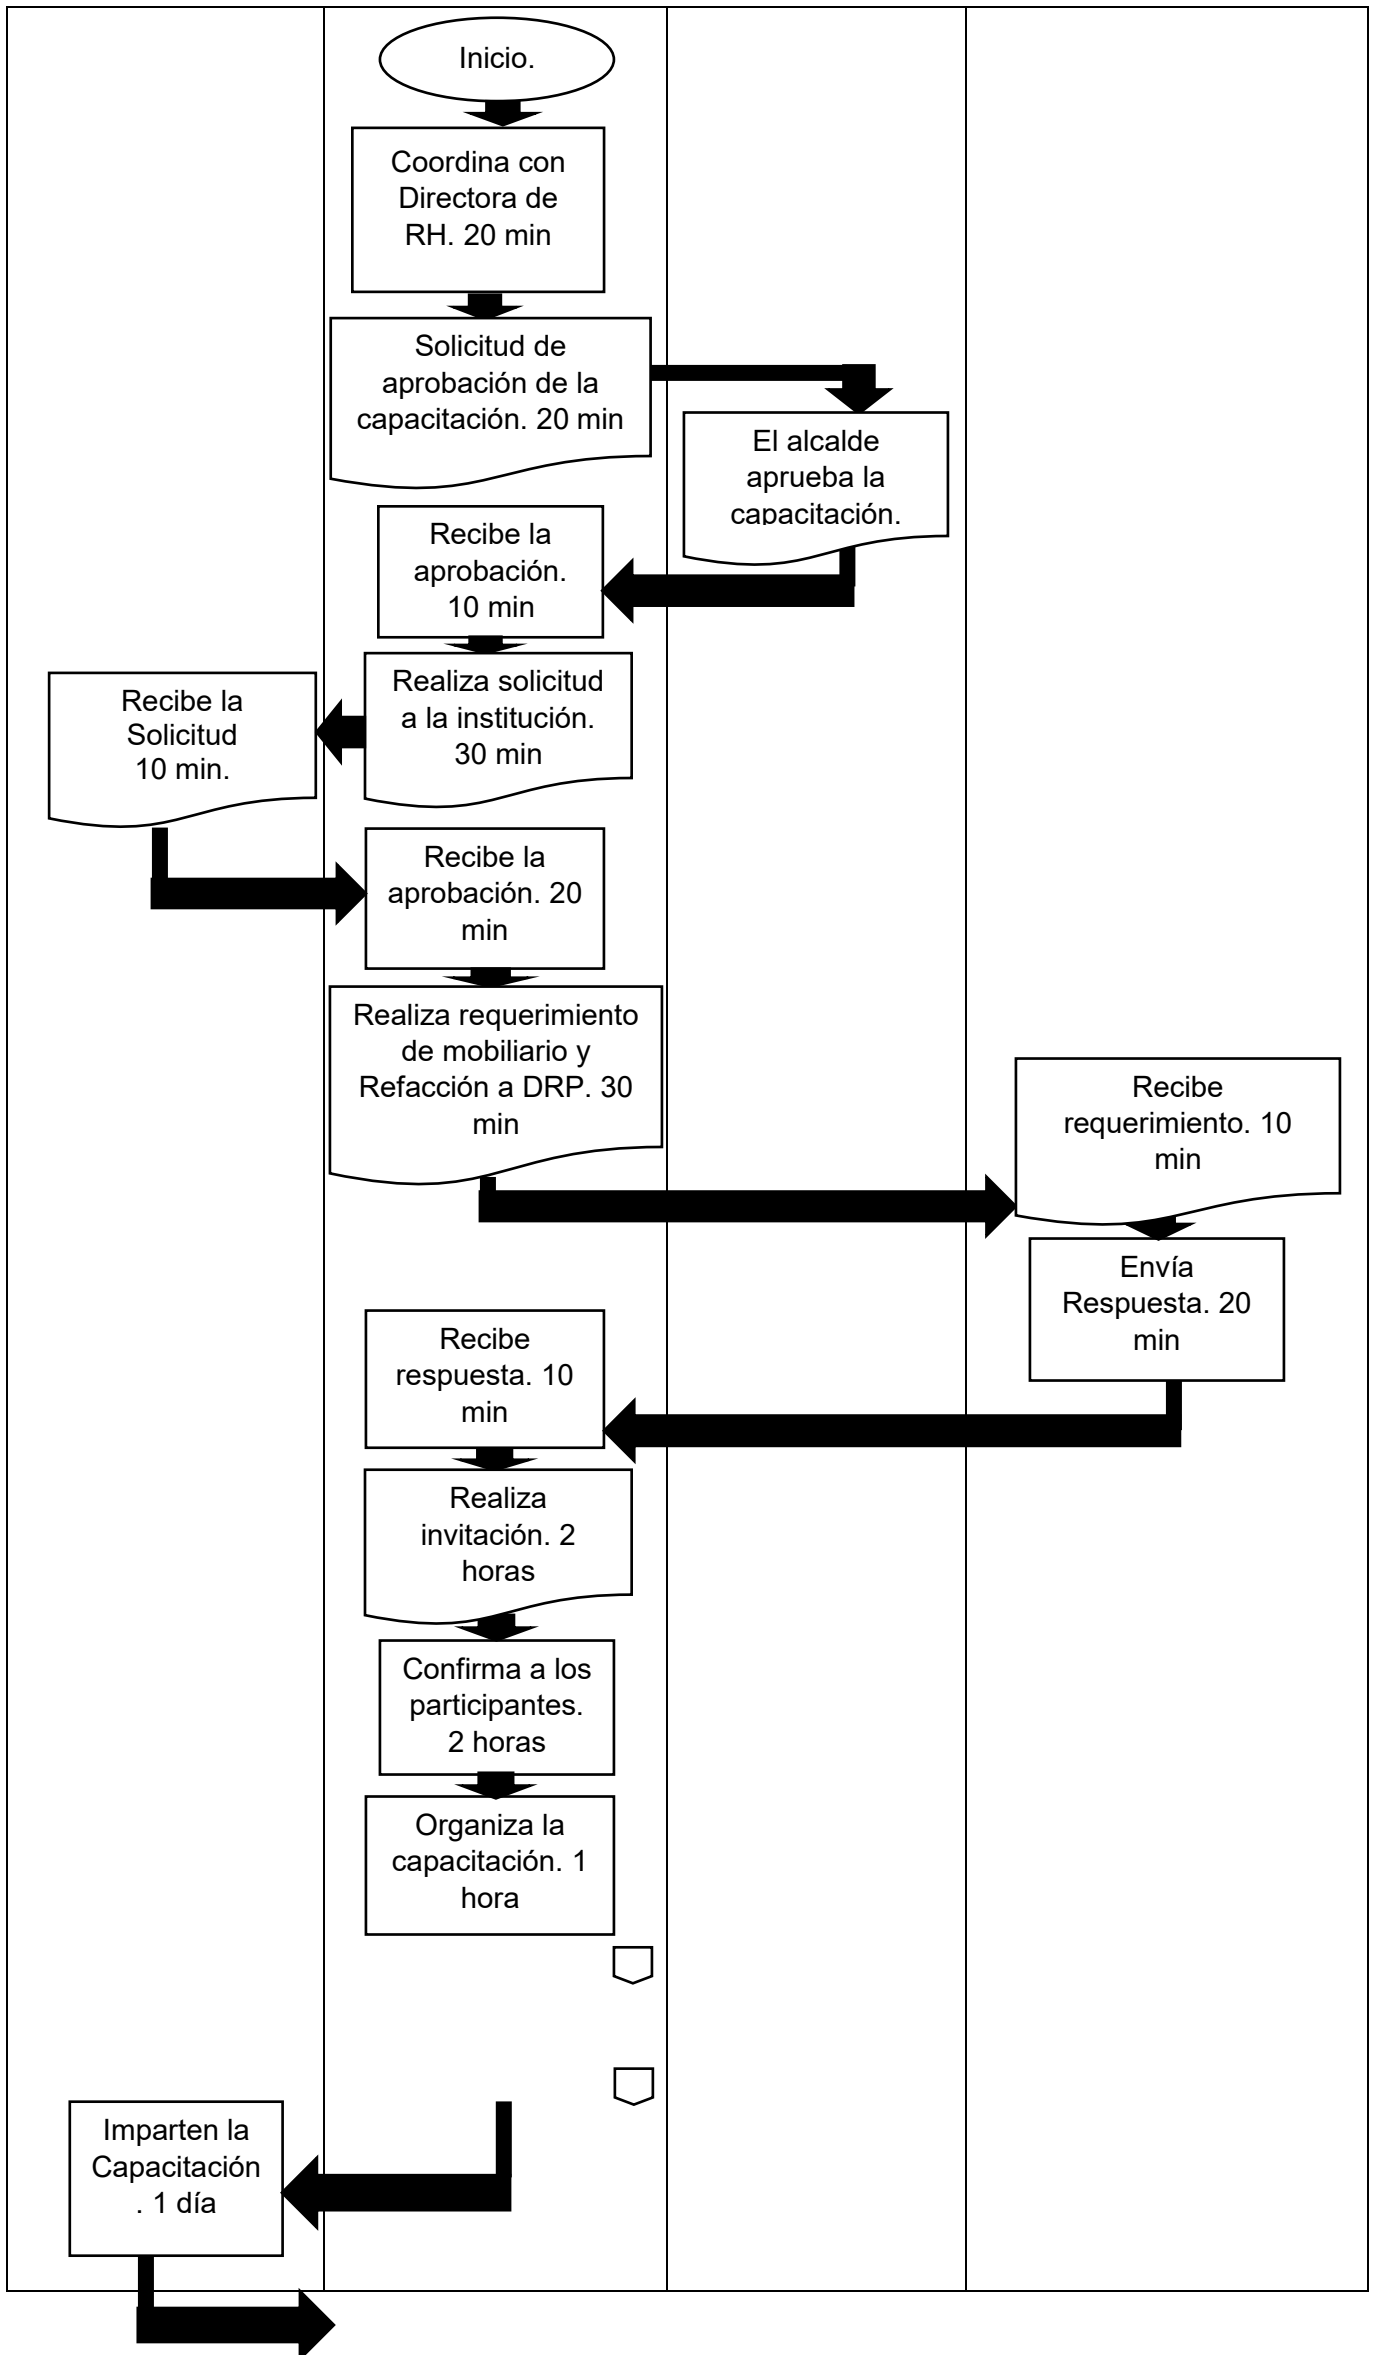 Inicio.
Coordina con
Directora de
RH. 20 min
Solicitud de
aprobación de la
capacitación. 20 min
El alcalde
aprueba la
capacitación.
Recibe la
aprobación.
10 min
Realiza solicitud
a la institución.
30 min
Recibe la
Solicitud
10 min.
Recibe la
aprobación. 20
min
Realiza requerimiento
de mobiliario y
Refacción a DRP. 30
min
Recibe
requerimiento. 10
min
Envía
Respuesta. 20
min
Recibe
respuesta. 10
min
Realiza
invitación. 2
horas
Confirma a los
participantes.
2 horas
Organiza la
capacitación. 1
hora
Imparten la
Capacitación
. 1 día